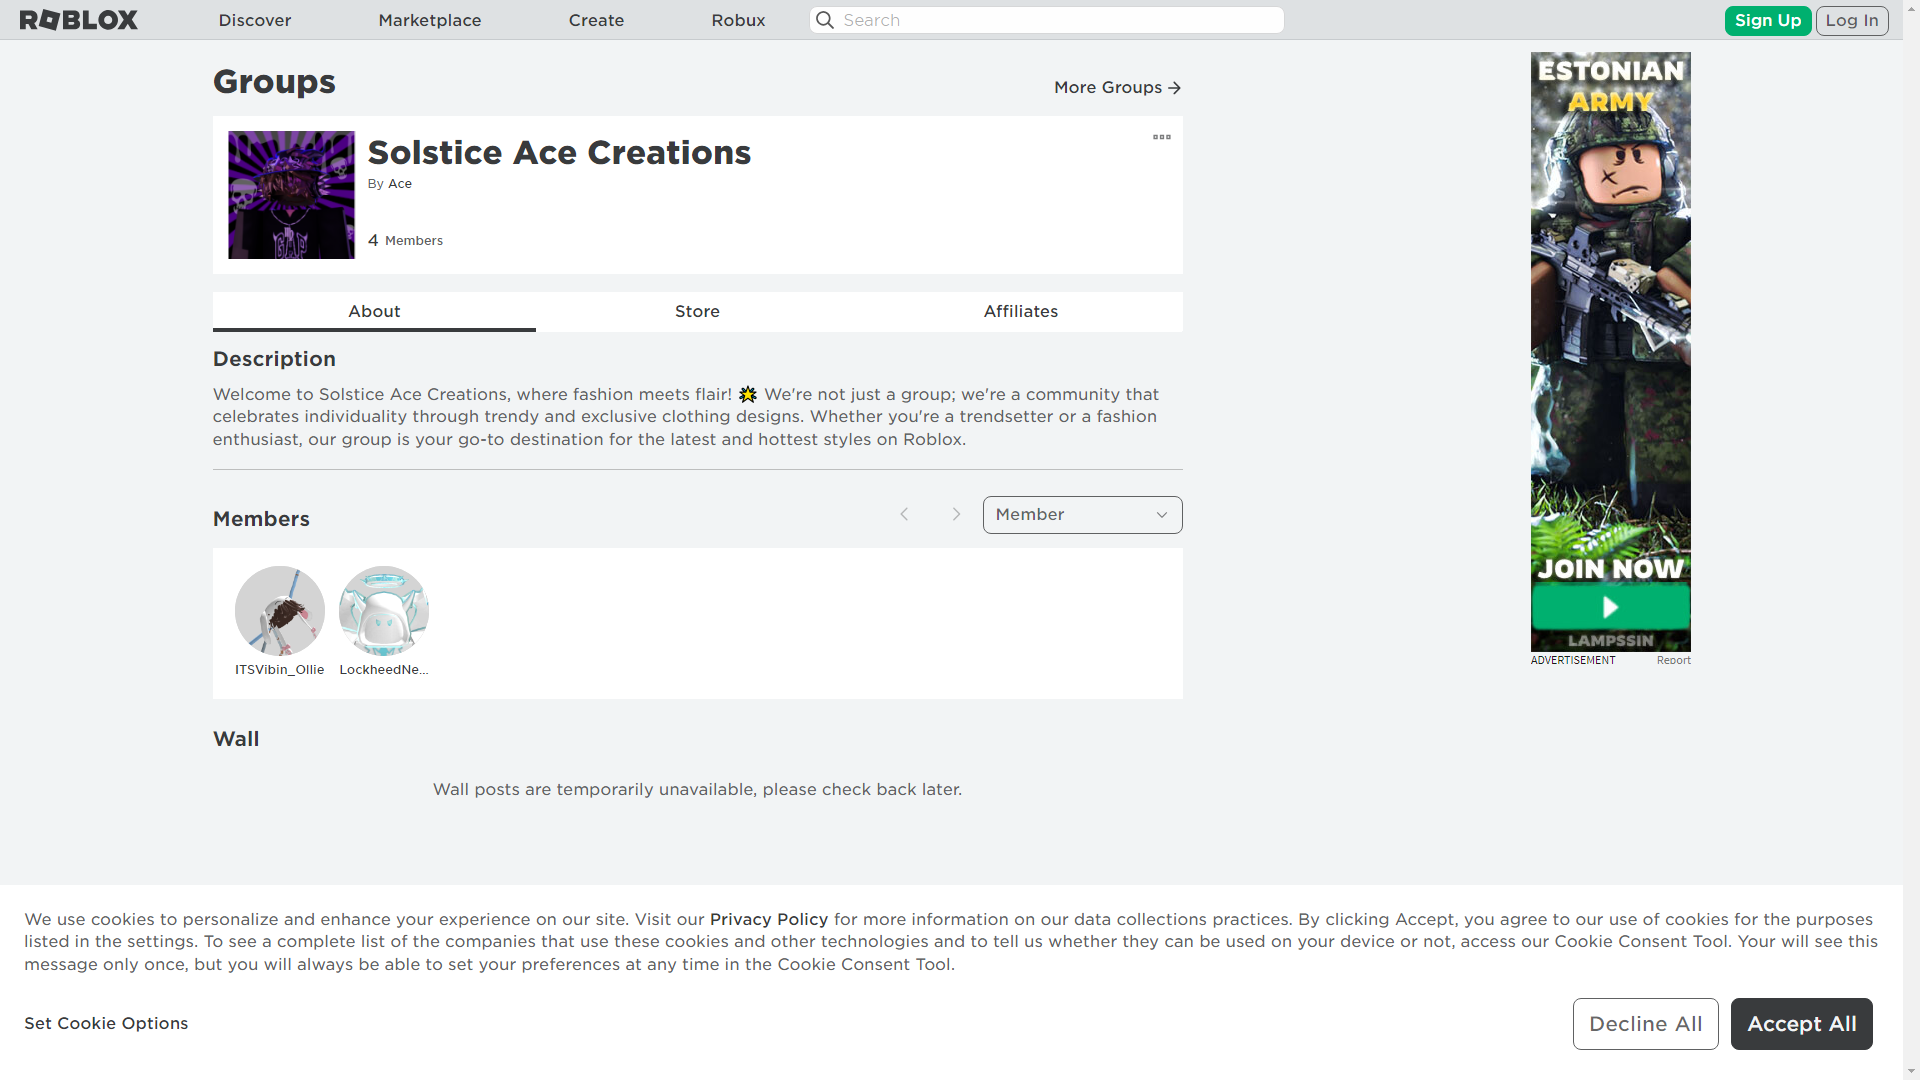 ROBLOX
Discover
Marketplace
Create
Robux
Search
Sign Up
Log In
Groups
More Groups
Solstice Ace Creations
By Ace
4 Members
About
Store
Affiliates
Description
Welcome to Solstice Ace Creations, where fashion meets flair! 🌟 We're not just a group; we're a community that
celebrates individuality through trendy and exclusive clothing designs. Whether you're a trendsetter or a fashion
enthusiast, our group is your go-to destination for the latest and hottest styles on Roblox.
Members
Member
ITSVibin_Ollie
LockheedNe...
Wall
Wall posts are temporarily unavailable, please check back later.
ESTONIAN
ARMY
JOIN NOW
LAMPSSIN
ADVERTISEMENT
Report
We use cookies to personalize and enhance your experience on our site. Visit our Privacy Policy for more information on our data collections practices. By clicking Accept, you agree to our use of cookies for the purposes
listed in the settings. To see a complete list of the companies that use these cookies and other technologies and to tell us whether they can be used on your device or not, access our Cookie Consent Tool. Your will see this
message only once, but you will always be able to set your preferences at any time in the Cookie Consent Tool.
Set Cookie Options
Decline All
Accept All